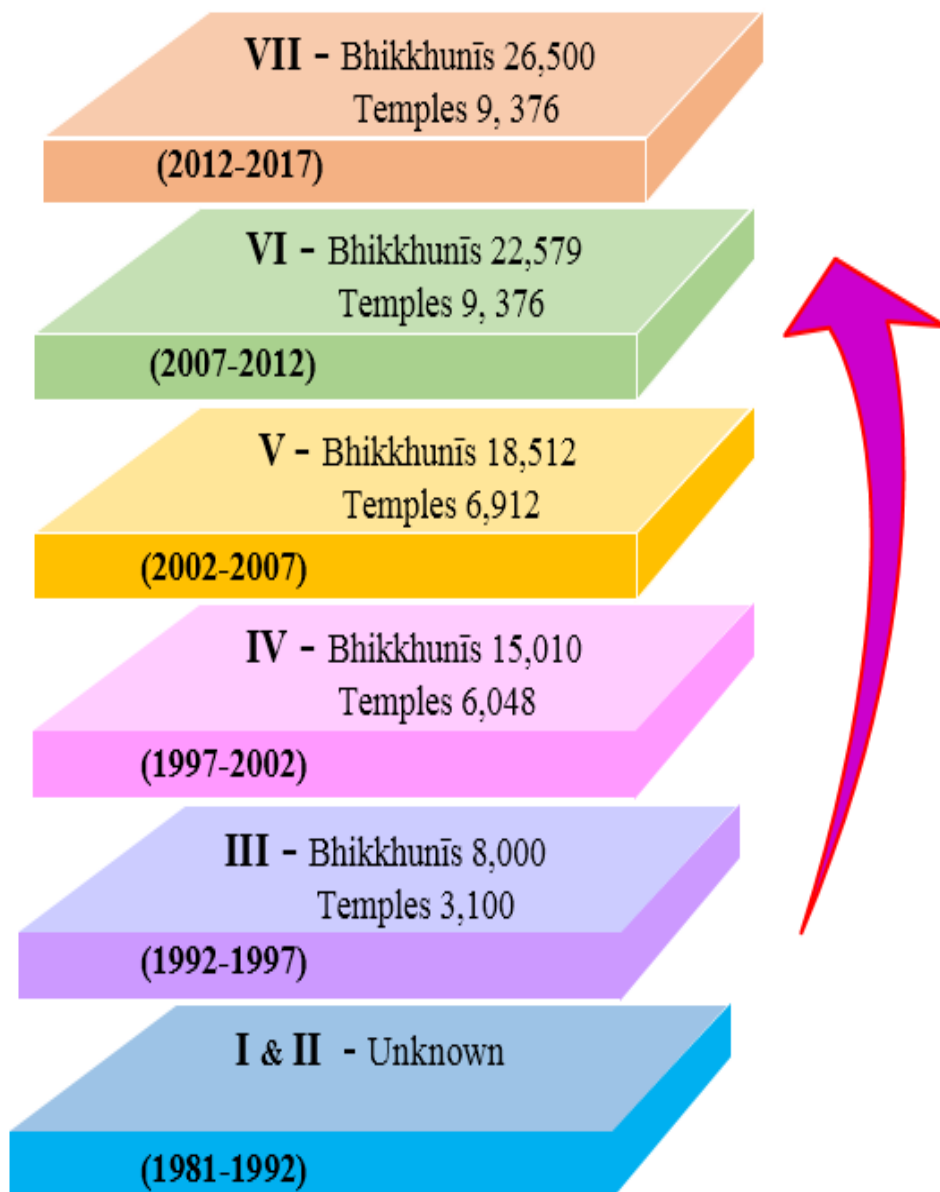 VII - Bhikkhunīs 26,500
Temples 9, 376
(2012-2017)
VI - Bhikkhunīs 22,579
Temples 9, 376
(2007-2012)
V - Bhikkhunīs 18,512
Temples 6,912
(2002-2007)
IV - Bhikkhunīs 15,010
Temples 6,048
(1997-2002)
III - Bhikkhunīs 8,000
Temples 3,100
(1992-1997)
I & II - Unknown
(1981-1992)